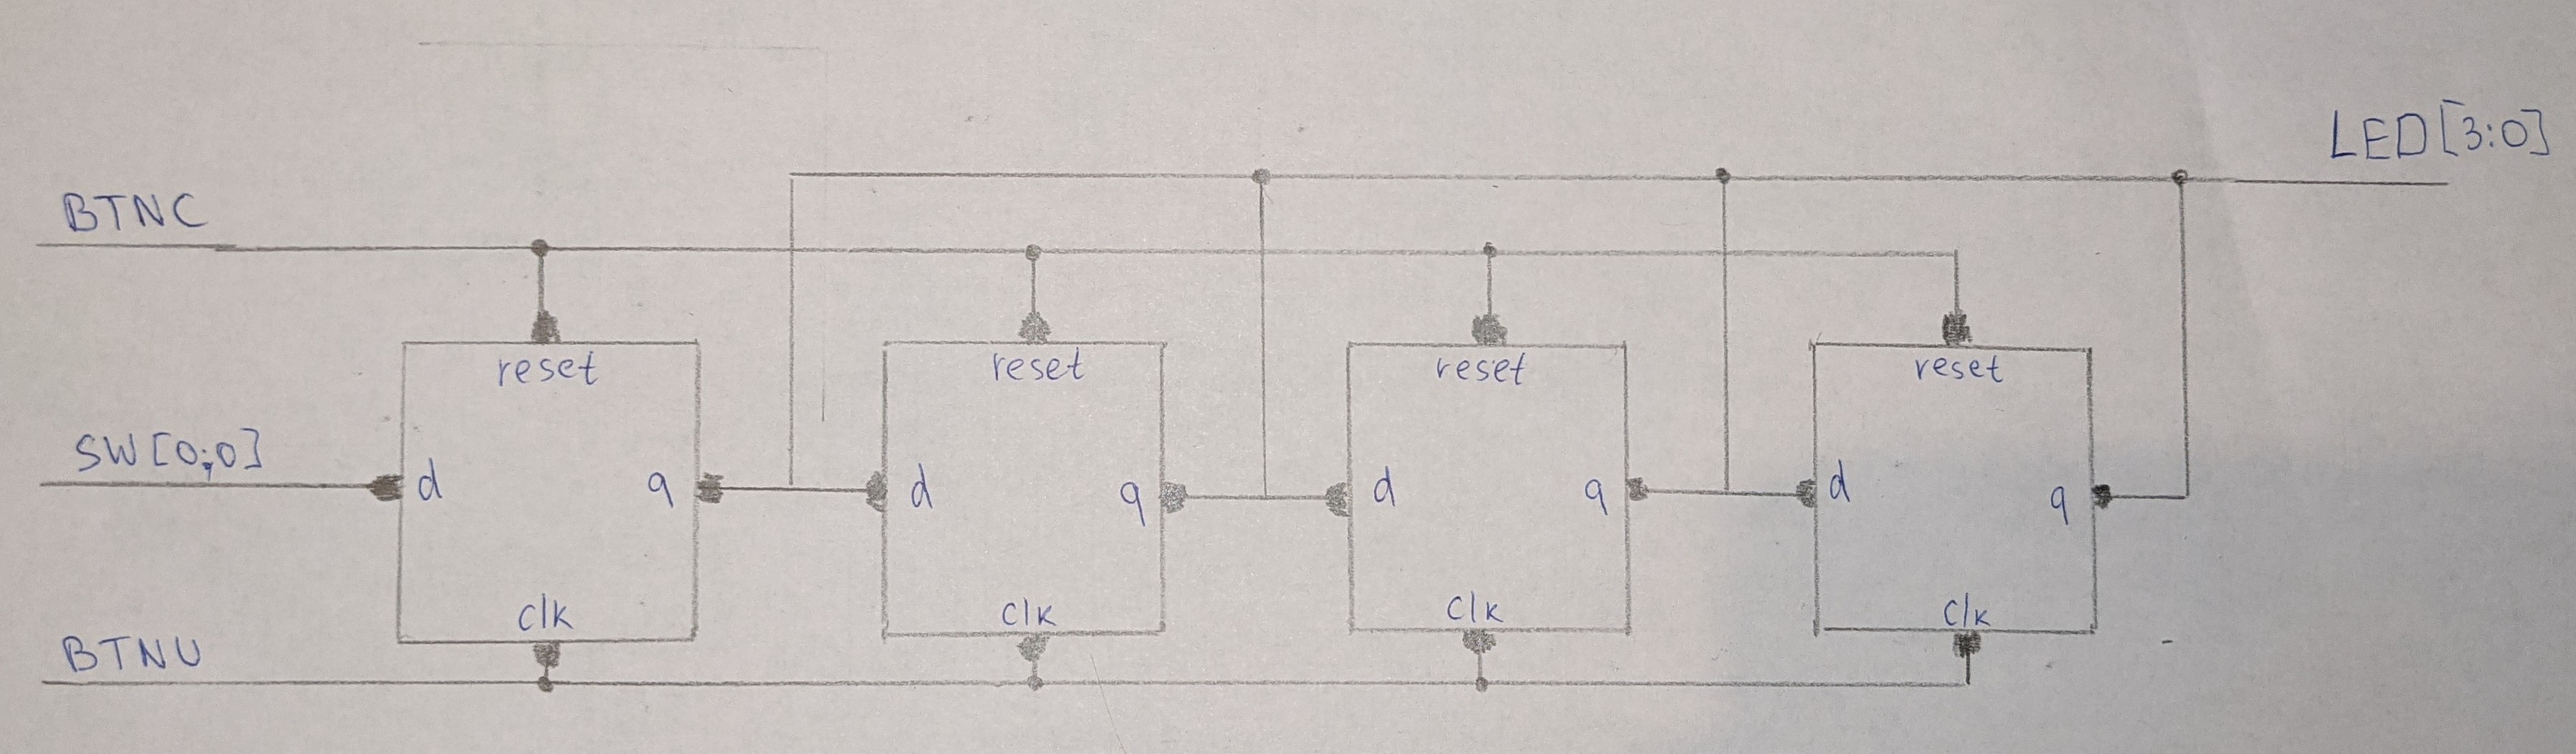 LED[3:0]
BTNC
reset reset reset reset
SW[0;0]
d q d q d q d q
clk clk clk clk
BTNU